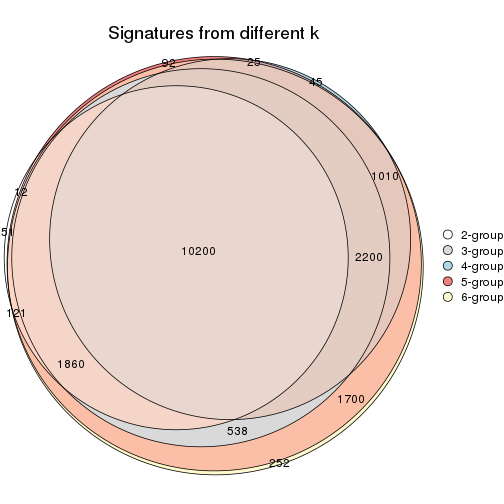 Signatures from different k
92
25
45
1010
12
51
10200
2200
121
1860
1700
538
252
2-group
3-group
4-group
5-group
6-group